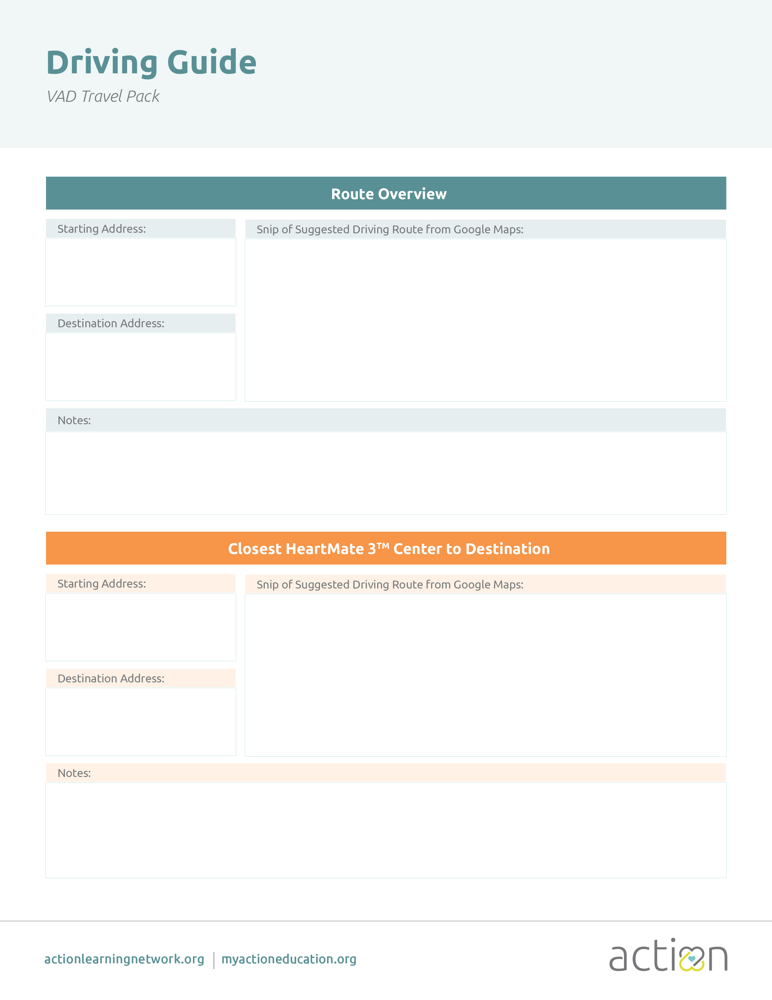 Driving Guide
VAD Travel Pack
Route Overview
Starting Address:
Snip of Suggested Driving Route from Google Maps:
Destination Address:
Notes:
Closest HeartMate 3™ Center to Destination
Starting Address:
Snip of Suggested Driving Route from Google Maps:
Destination Address:
Notes:
actionlearningnetwork.org | myactioneducation.org
action